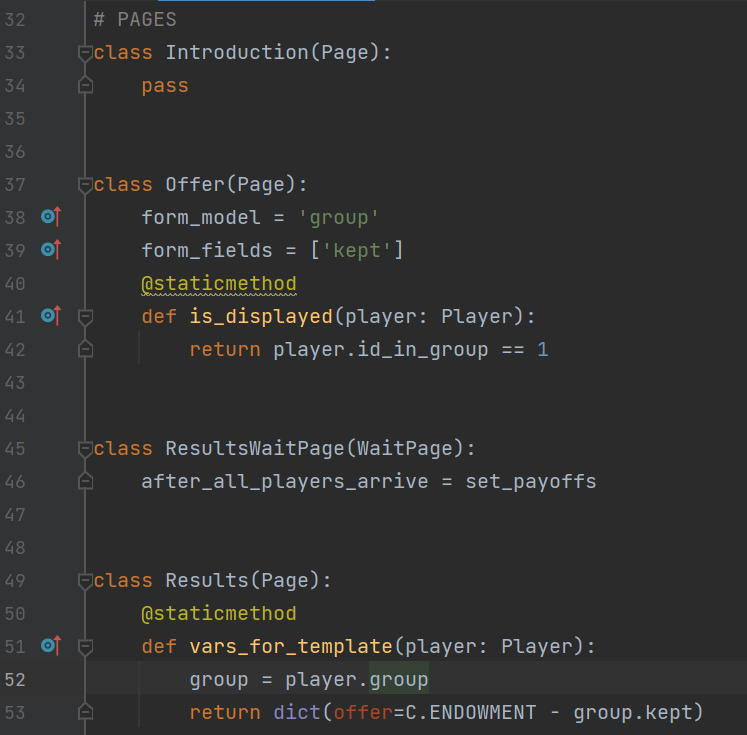 32 # PAGES
33 class Introduction(Page):
34     pass
35
36
37 class Offer(Page):
38     form_model = 'group'
39     form_fields = ['kept']
40     @staticmethod
41     def is_displayed(player: Player):
42         return player.id_in_group == 1
43
44
45 class ResultsWaitPage(WaitPage):
46     after_all_players_arrive = set_payoffs
47
48
49 class Results(Page):
50     @staticmethod
51     def vars_for_template(player: Player):
52         group = player.group
53         return dict(offer=C.ENDOWMENT - group.kept)